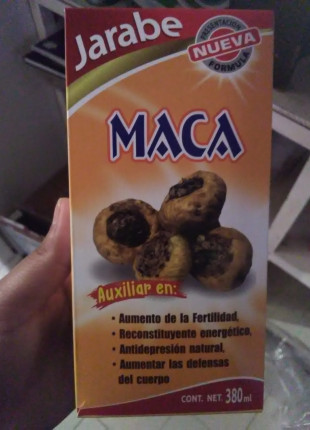 Jarabe
PRESENTACIÓN
NUEVA
FORMULA
MACA
Auxiliar en:
• Aumento de la Fertilidad,
• Reconstituyente energético,
• Antidepresión natural,
• Aumentar las defensas
del cuerpo
CONT. NET. 380 ml